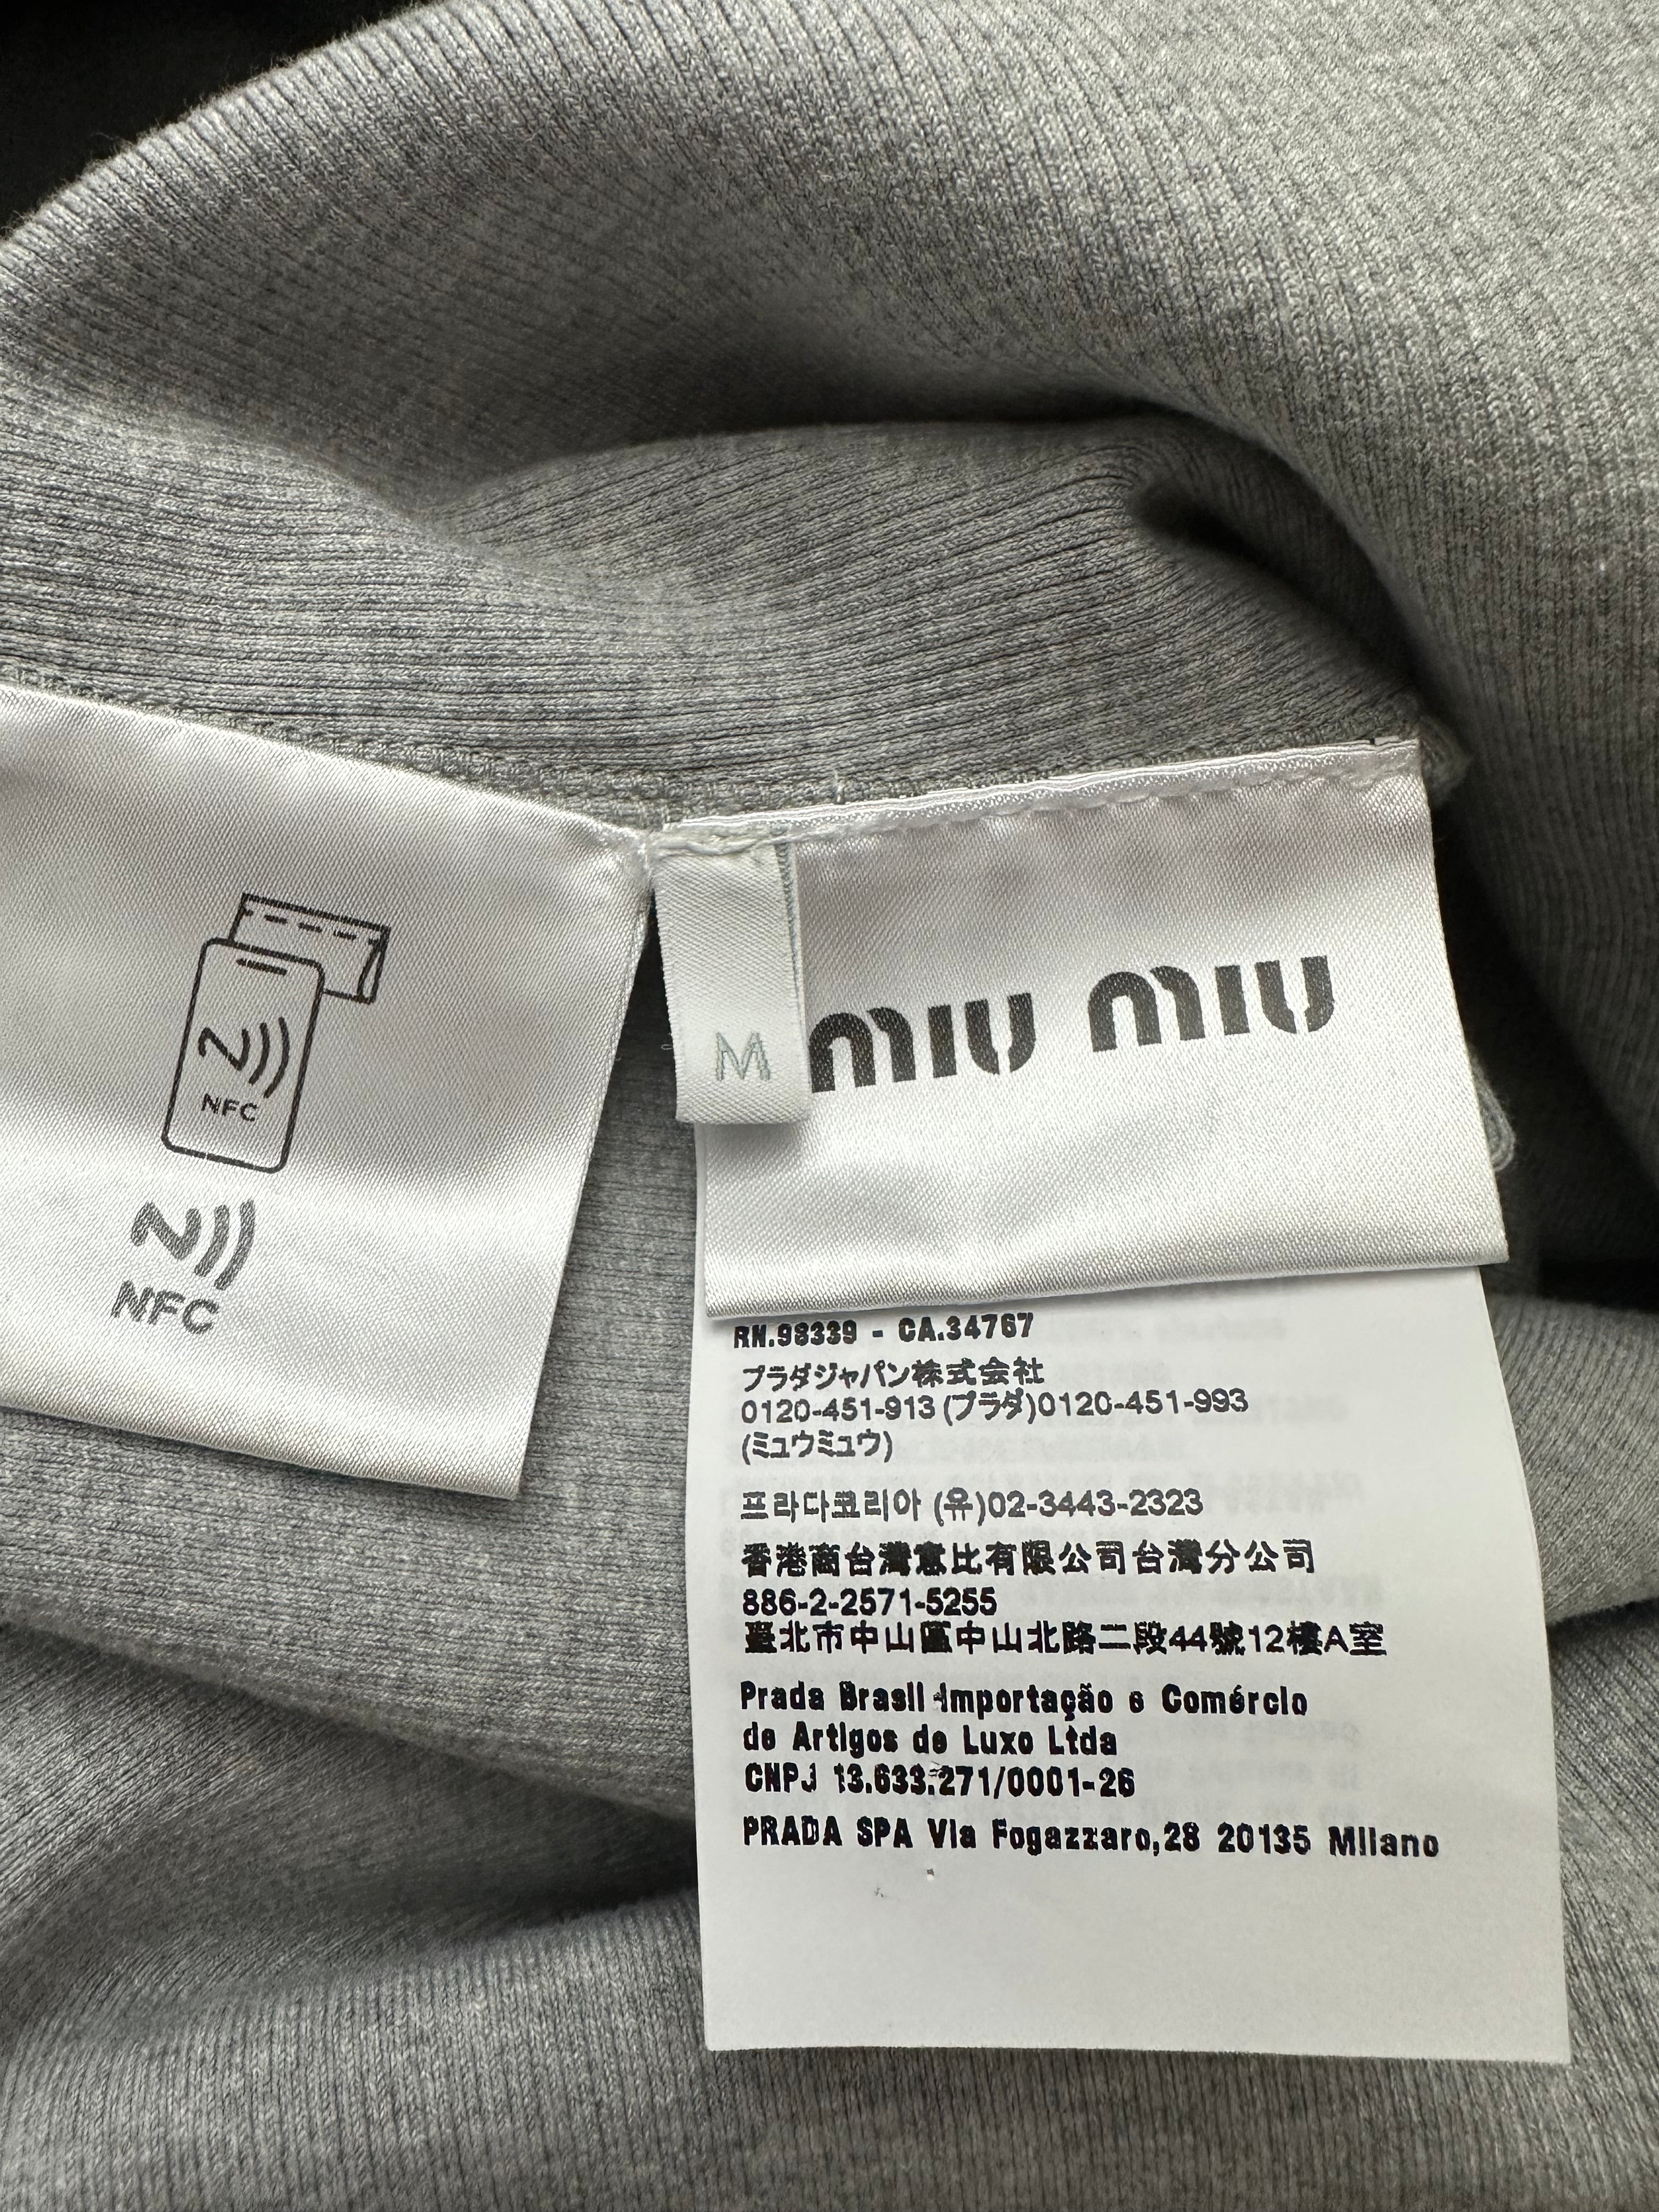 NFC
NFC
M
MIU MIU
RN.98339 - CA.34767
プラダジャパン株式会社
0120-451-913(プラダ)0120-451-993
(ミュウミュウ)
프라다코리아 (유)02-3443-2323
香港商台灣意比有限公司台灣分公司
886-2-2571-5255
臺北市中山區中山北路二段44號12樓A室
Prada Brasil Importação e Comércio
de Artigos de Luxo Ltda
CNPJ 13.633.271/0001-26
PRADA SPA Via Fogazzaro,28 20135 Milano